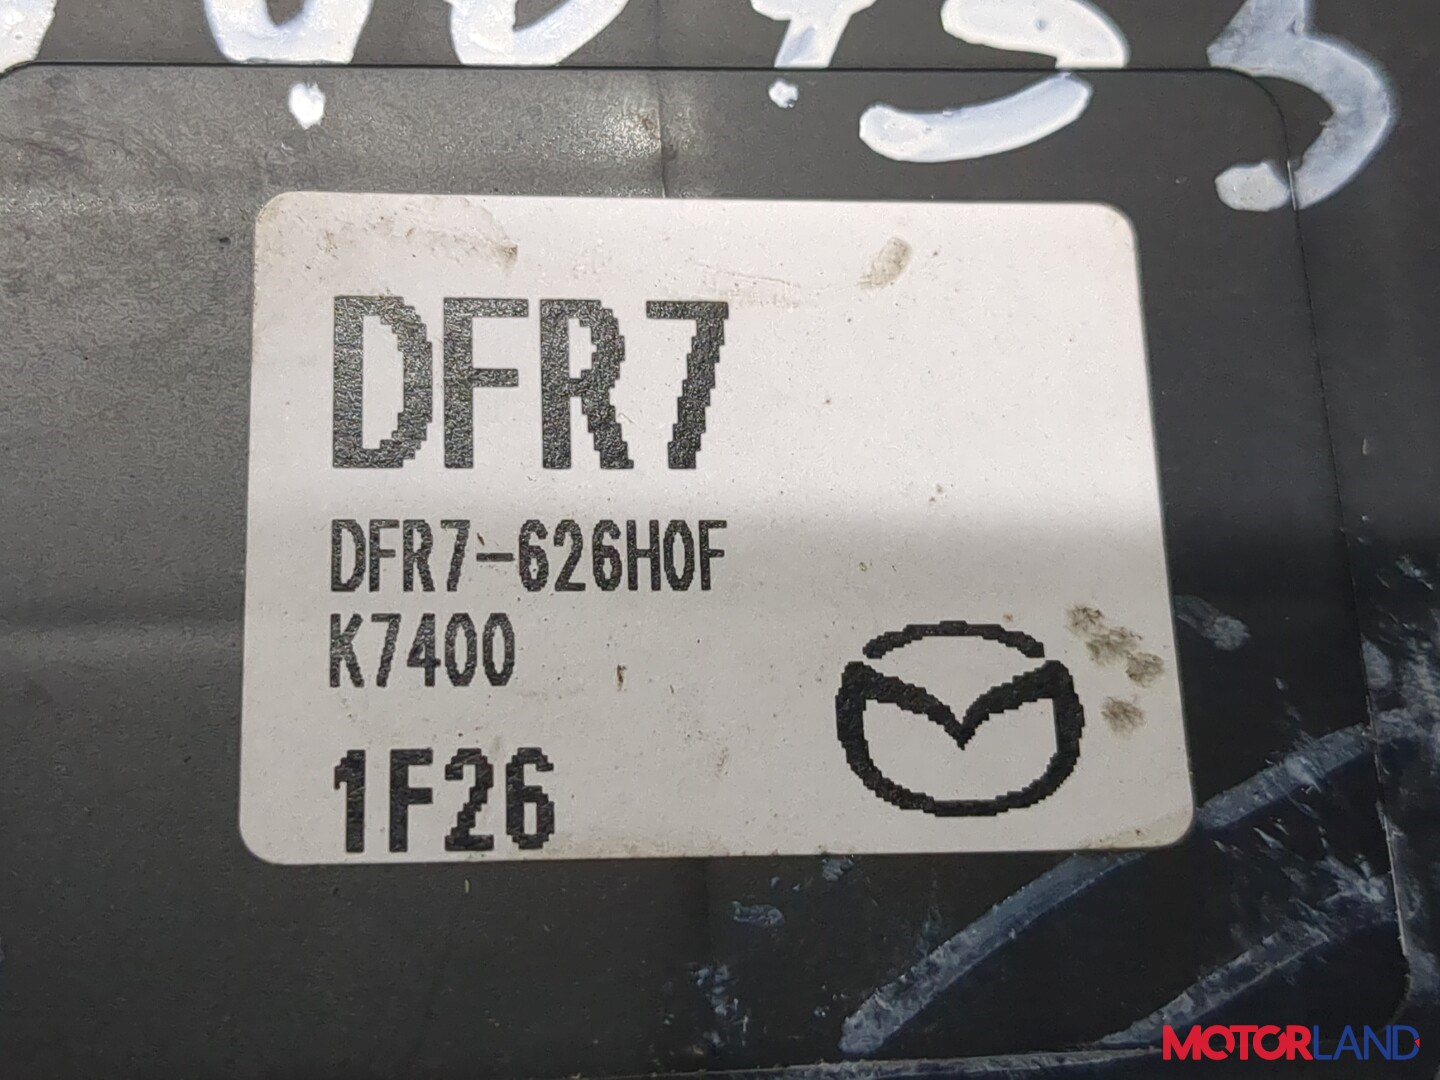 DFR7
DFR7-626H0F
K7400
1F26
MOTORLAND